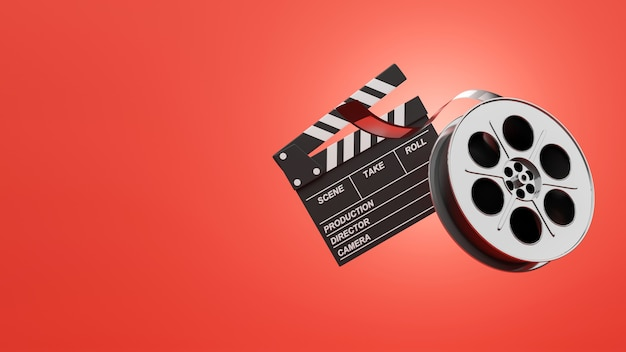 SCENE TAKE ROLL
PRODUCTION
DIRECTOR
CAMERA